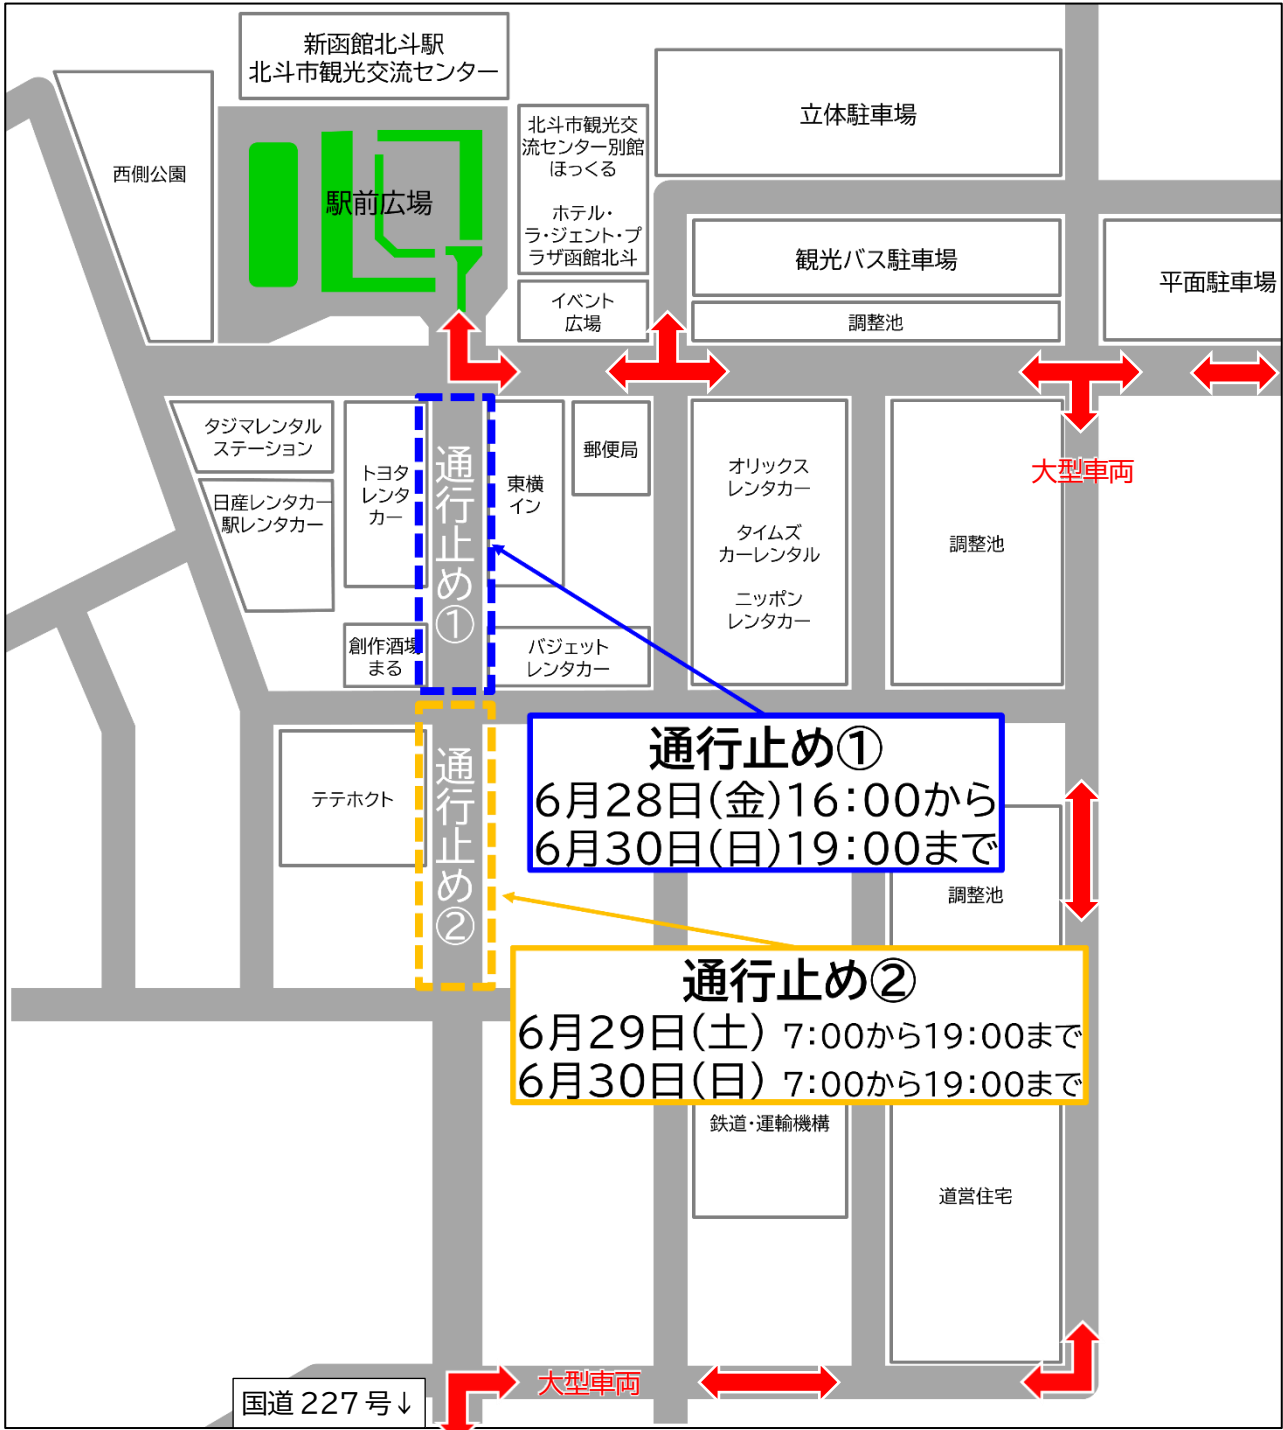 新函館北斗駅
北斗市観光交流センター
立体駐車場
北斗市観光交
流センター別館
ほっくる
ホテル・
ラ・ジェント・プ
ラザ函館北斗
西側公園
駅前広場
観光バス駐車場
平面駐車場
イベント
広場
調整池
タジマレンタル
ステーション
トヨタ
レンタ
カー
通行止め①
東横
イン
郵便局
オリックス
レンタカー
タイムズ
カーレンタル
ニッポン
レンタカー
大型車両
調整池
日産レンタカー
駅レンタカー
創作酒場
まる
バジェット
レンタカー
テテホクト
通行止め②
通行止め①
6月28日(金)16:00から
6月30日(日)19:00まで
調整池
通行止め②
6月29日(土) 7:00から19:00まで
6月30日(日) 7:00から19:00まで
鉄道・運輸機構
道営住宅
大型車両
国道227号↓